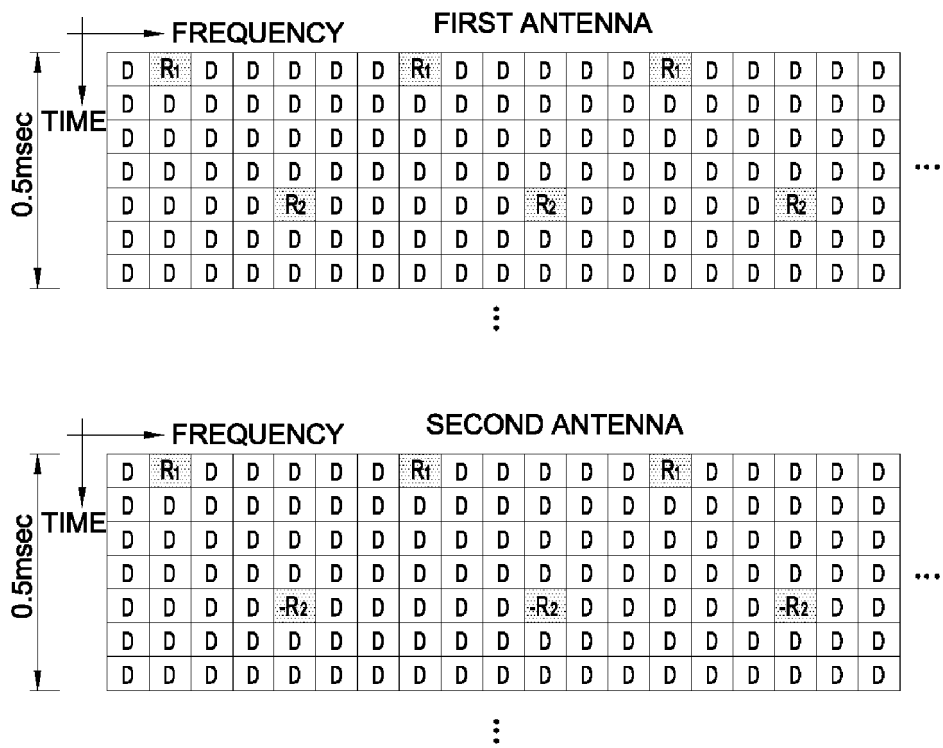 FIRST ANTENNA
FREQUENCY
TIME
0.5msec
D R1 D D D D D R1 D D D D D R1 D D D D D
D D D D D D D D D D D D D D D D D D D
D D D D D D D D D D D D D D D D D D D
D D D D D D D D D D D D D D D D D D D
D D D D R2 D D D D D R2 D D D D D R2 D D
D D D D D D D D D D D D D D D D D D D
D D D D D D D D D D D D D D D D D D D
...
...
SECOND ANTENNA
FREQUENCY
TIME
0.5msec
D R1 D D D D D R1 D D D D D R1 D D D D D
D D D D D D D D D D D D D D D D D D D
D D D D D D D D D D D D D D D D D D D
D D D D D D D D D D D D D D D D D D D
D D D D -R2 D D D D D -R2 D D D D D -R2 D D
D D D D D D D D D D D D D D D D D D D
D D D D D D D D D D D D D D D D D D D
...
...